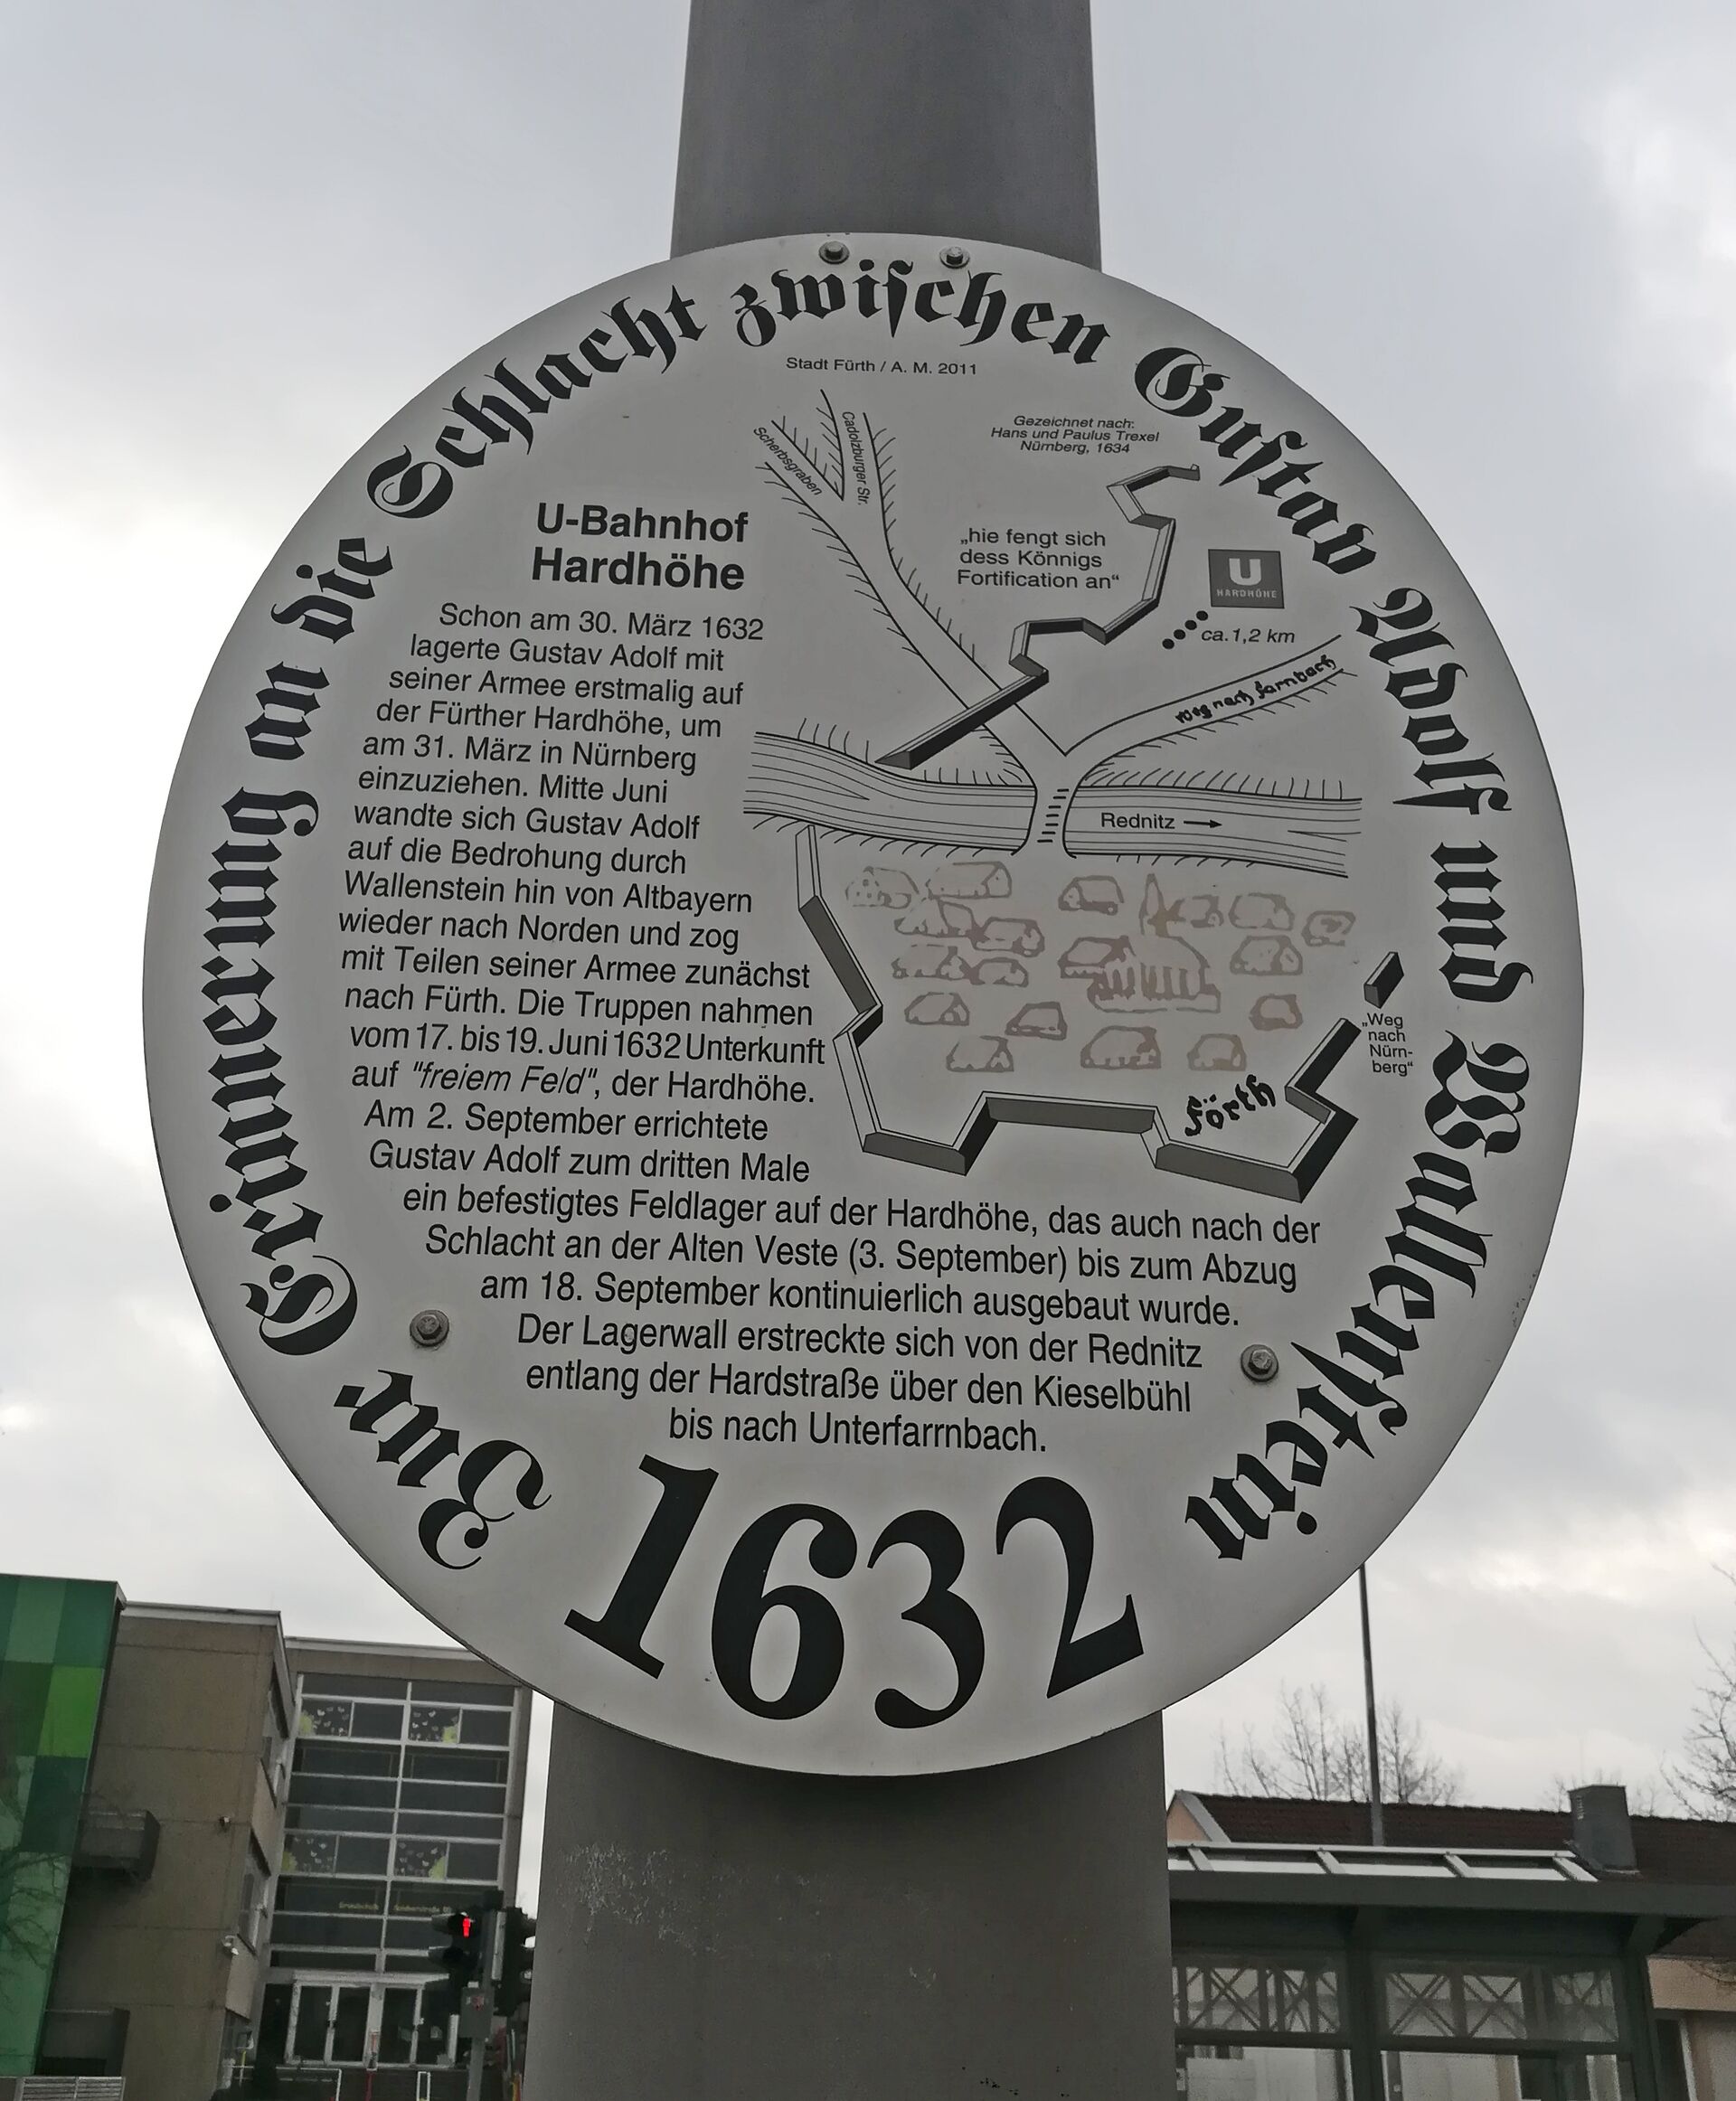 Zur Erinnerung an die Schlacht zwischen Gustav Adolf und Wallenstein
1632
Stadt Fürth / A. M. 2011
Gezeichnet nach:
Hans und Paulus Trexel
Nürnberg, 1634
Scherbsgraben
Cadolzburger Str.
„hie fengt sich
dess Könnigs
Fortification an“
U
HARDHÖHE
ca.1,2 km
weg nach farnbach
Rednitz
„Weg
nach
Nürn-
berg“
förth
U-Bahnhof
Hardhöhe
Schon am 30. März 1632
lagerte Gustav Adolf mit
seiner Armee erstmalig auf
der Fürther Hardhöhe, um
am 31. März in Nürnberg
einzuziehen. Mitte Juni
wandte sich Gustav Adolf
auf die Bedrohung durch
Wallenstein hin von Altbayern
wieder nach Norden und zog
mit Teilen seiner Armee zunächst
nach Fürth. Die Truppen nahmen
vom 17. bis 19. Juni 1632 Unterkunft
auf "freiem Feld", der Hardhöhe.
Am 2. September errichtete
Gustav Adolf zum dritten Male
ein befestigtes Feldlager auf der Hardhöhe, das auch nach der
Schlacht an der Alten Veste (3. September) bis zum Abzug
am 18. September kontinuierlich ausgebaut wurde.
Der Lagerwall erstreckte sich von der Rednitz
entlang der Hardstraße über den Kieselbühl
bis nach Unterfarrnbach.